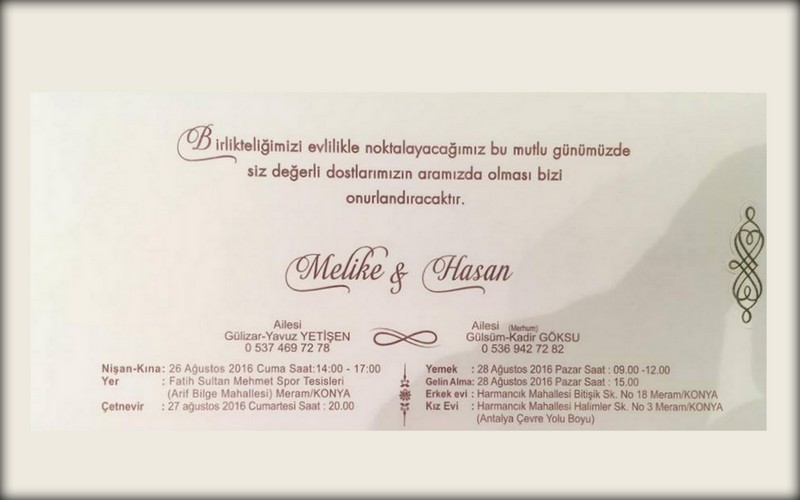 Birlikteliğimizi evlilikle noktalayacağımız bu mutlu günümüzde
siz değerli dostlarımızın aramızda olması bizi
onurlandıracaktır.
Melike & Hasan
Ailesi
Gülizar-Yavuz YETİŞEN
0 537 469 72 78
Ailesi (Merhum)
Gülsüm-Kadir GÖKSU
0 536 942 72 82
Nişan-Kına: 26 Ağustos 2016 Cuma Saat:14:00 - 17:00
Yer : Fatih Sultan Mehmet Spor Tesisleri
(Arif Bilge Mahallesi) Meram/KONYA
Çetnevir : 27 ağustos 2016 Cumartesi Saat : 20.00
Yemek : 28 Ağustos 2016 Pazar Saat : 09.00 -12.00
Gelin Alma: 28 Ağustos 2016 Pazar Saat : 15.00
Erkek evi : Harmancık Mahallesi Bitişik Sk. No 18 Meram/KONYA
Kız Evi : Harmancık Mahallesi Halimler Sk. No 3 Meram/KONYA
(Antalya Çevre Yolu Boyu)